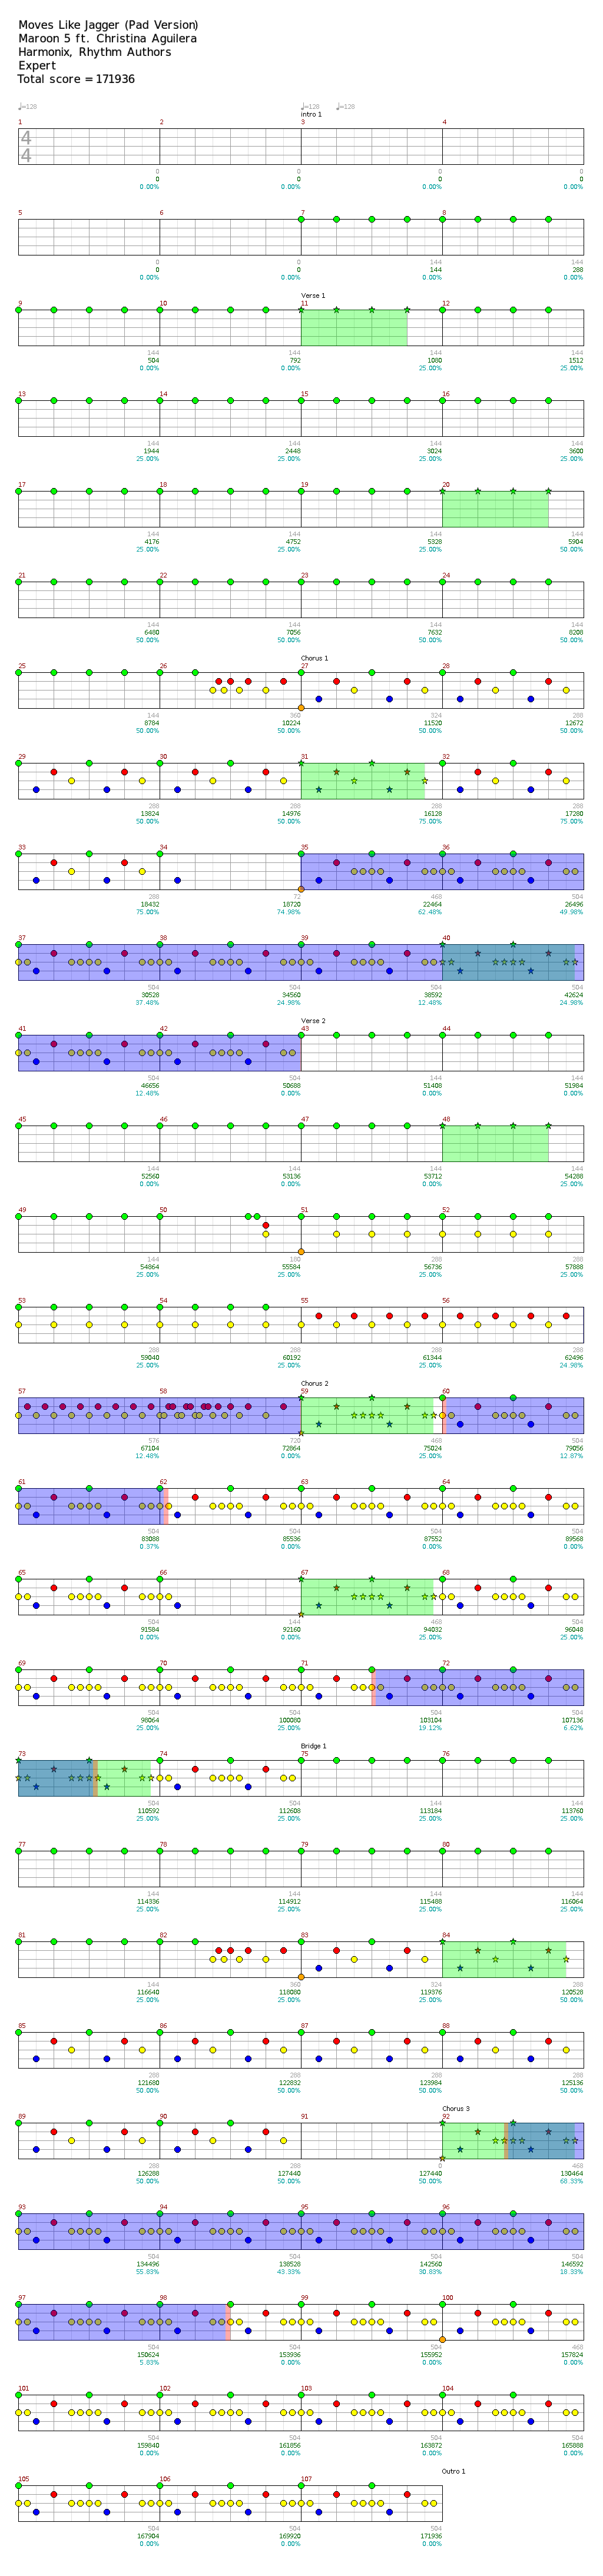 Moves Like Jagger (Pad Version)
Maroon 5 ft. Christina Aguilera
Harmonix, Rhythm Authors
Expert
Total score = 171936
♩=128 ♩=128 ♩=128
intro 1
1 2 3 4
4
4
0 0 0 0
0 0 0 0
0.00% 0.00% 0.00% 0.00%
5 6 7 8
0 0 144 144
0 0 144 288
0.00% 0.00% 0.00% 0.00%
Verse 1
9 10 11 12
144 144 144 144
504 792 1080 1512
0.00% 0.00% 25.00% 25.00%
13 14 15 16
144 144 144 144
1944 2448 3024 3600
25.00% 25.00% 25.00% 25.00%
17 18 19 20
144 144 144 144
4176 4752 5328 5904
25.00% 25.00% 25.00% 50.00%
21 22 23 24
144 144 144 144
6480 7056 7632 8208
50.00% 50.00% 50.00% 50.00%
Chorus 1
25 26 27 28
144 360 324 288
8784 10224 11520 12672
50.00% 50.00% 50.00% 50.00%
29 30 31 32
288 288 288 288
13824 14976 16128 17280
50.00% 50.00% 75.00% 75.00%
33 34 35 36
288 72 468 504
18432 18720 22464 26496
75.00% 74.98% 62.48% 49.98%
37 38 39 40
504 504 504 504
30528 34560 38592 42624
37.48% 24.98% 12.48% 24.98%
Verse 2
41 42 43 44
504 504 144 144
46656 50688 51408 51984
12.48% 0.00% 0.00% 0.00%
45 46 47 48
144 144 144 144
52560 53136 53712 54288
0.00% 0.00% 0.00% 25.00%
49 50 51 52
144 180 288 288
54864 55584 56736 57888
25.00% 25.00% 25.00% 25.00%
53 54 55 56
288 288 288 288
59040 60192 61344 62496
25.00% 25.00% 25.00% 24.98%
Chorus 2
57 58 59 60
576 720 468 504
67104 72864 75024 79056
12.48% 0.00% 25.00% 12.87%
61 62 63 64
504 504 504 504
83088 85536 87552 89568
0.37% 0.00% 0.00% 0.00%
65 66 67 68
504 144 468 504
91584 92160 94032 96048
0.00% 0.00% 25.00% 25.00%
69 70 71 72
504 504 504 504
98064 100080 103104 107136
25.00% 25.00% 19.12% 6.62%
Bridge 1
73 74 75 76
504 504 144 144
110592 112608 113184 113760
25.00% 25.00% 25.00% 25.00%
77 78 79 80
144 144 144 144
114336 114912 115488 116064
25.00% 25.00% 25.00% 25.00%
81 82 83 84
144 360 324 288
116640 118080 119376 120528
25.00% 25.00% 25.00% 50.00%
85 86 87 88
288 288 288 288
121680 122832 123984 125136
50.00% 50.00% 50.00% 50.00%
Chorus 3
89 90 91 92
288 288 0 468
126288 127440 127440 130464
50.00% 50.00% 50.00% 68.33%
93 94 95 96
504 504 504 504
134496 138528 142560 146592
55.83% 43.33% 30.83% 18.33%
97 98 99 100
504 504 504 468
150624 153936 155952 157824
5.83% 0.00% 0.00% 0.00%
101 102 103 104
504 504 504 504
159840 161856 163872 165888
0.00% 0.00% 0.00% 0.00%
Outro 1
105 106 107
504 504 504
167904 169920 171936
0.00% 0.00% 0.00%